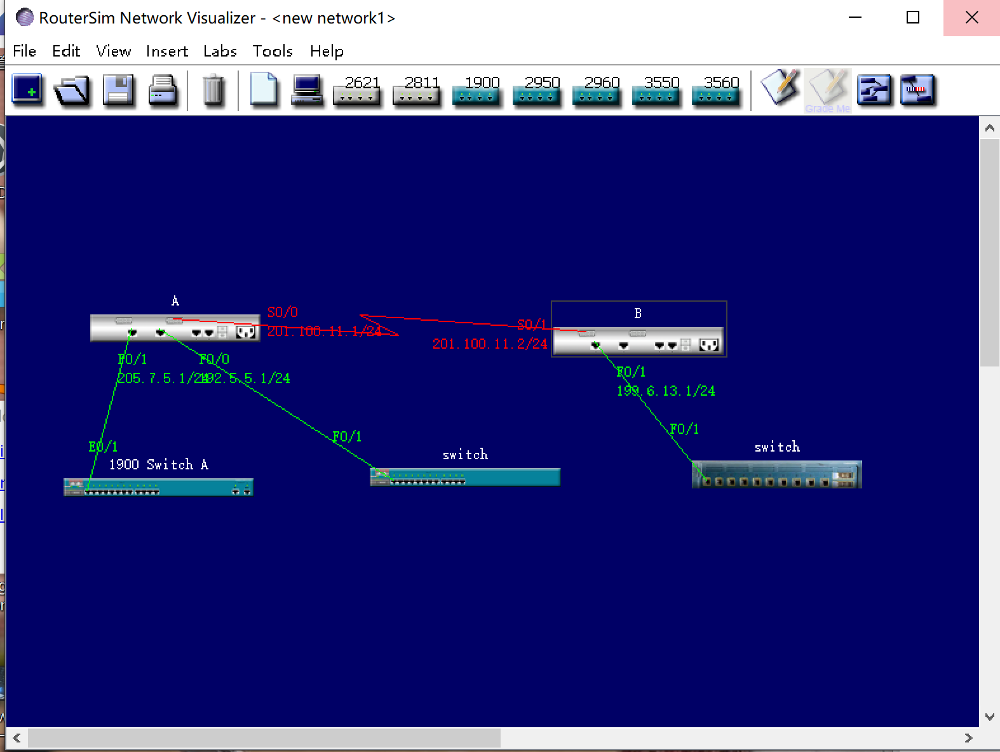 RouterSim Network Visualizer - <new network1>
File Edit View Insert Labs Tools Help
2621 2811 1900 2950 2960 3550 3560
Grade Me
A
S0/0
201.100.11.1/24
B
S0/1
201.100.11.2/24
F0/1
205.7.5.1/24
F0/0
192.5.5.1/24
F0/1
199.6.13.1/24
E0/1
1900 Switch A
F0/1
switch
F0/1
switch